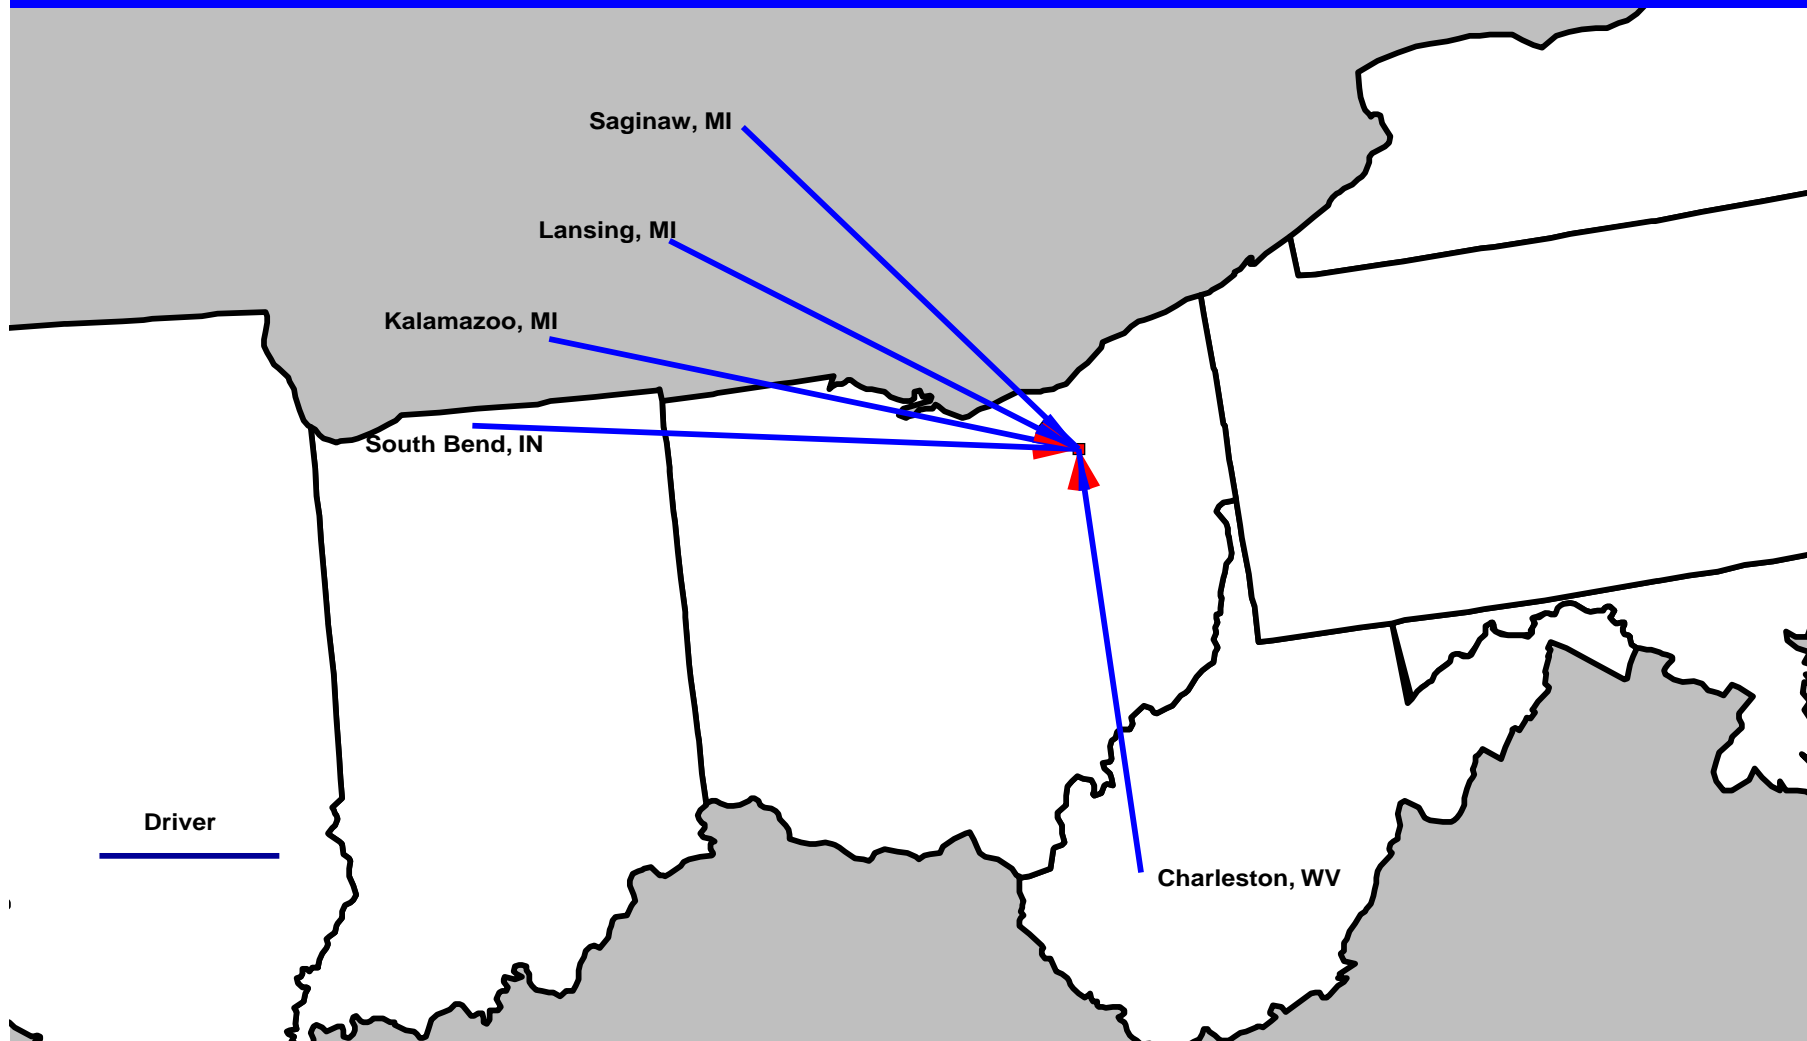 Saginaw, MI
Lansing, MI
Kalamazoo, MI
South Bend, IN
Driver
Charleston, WV